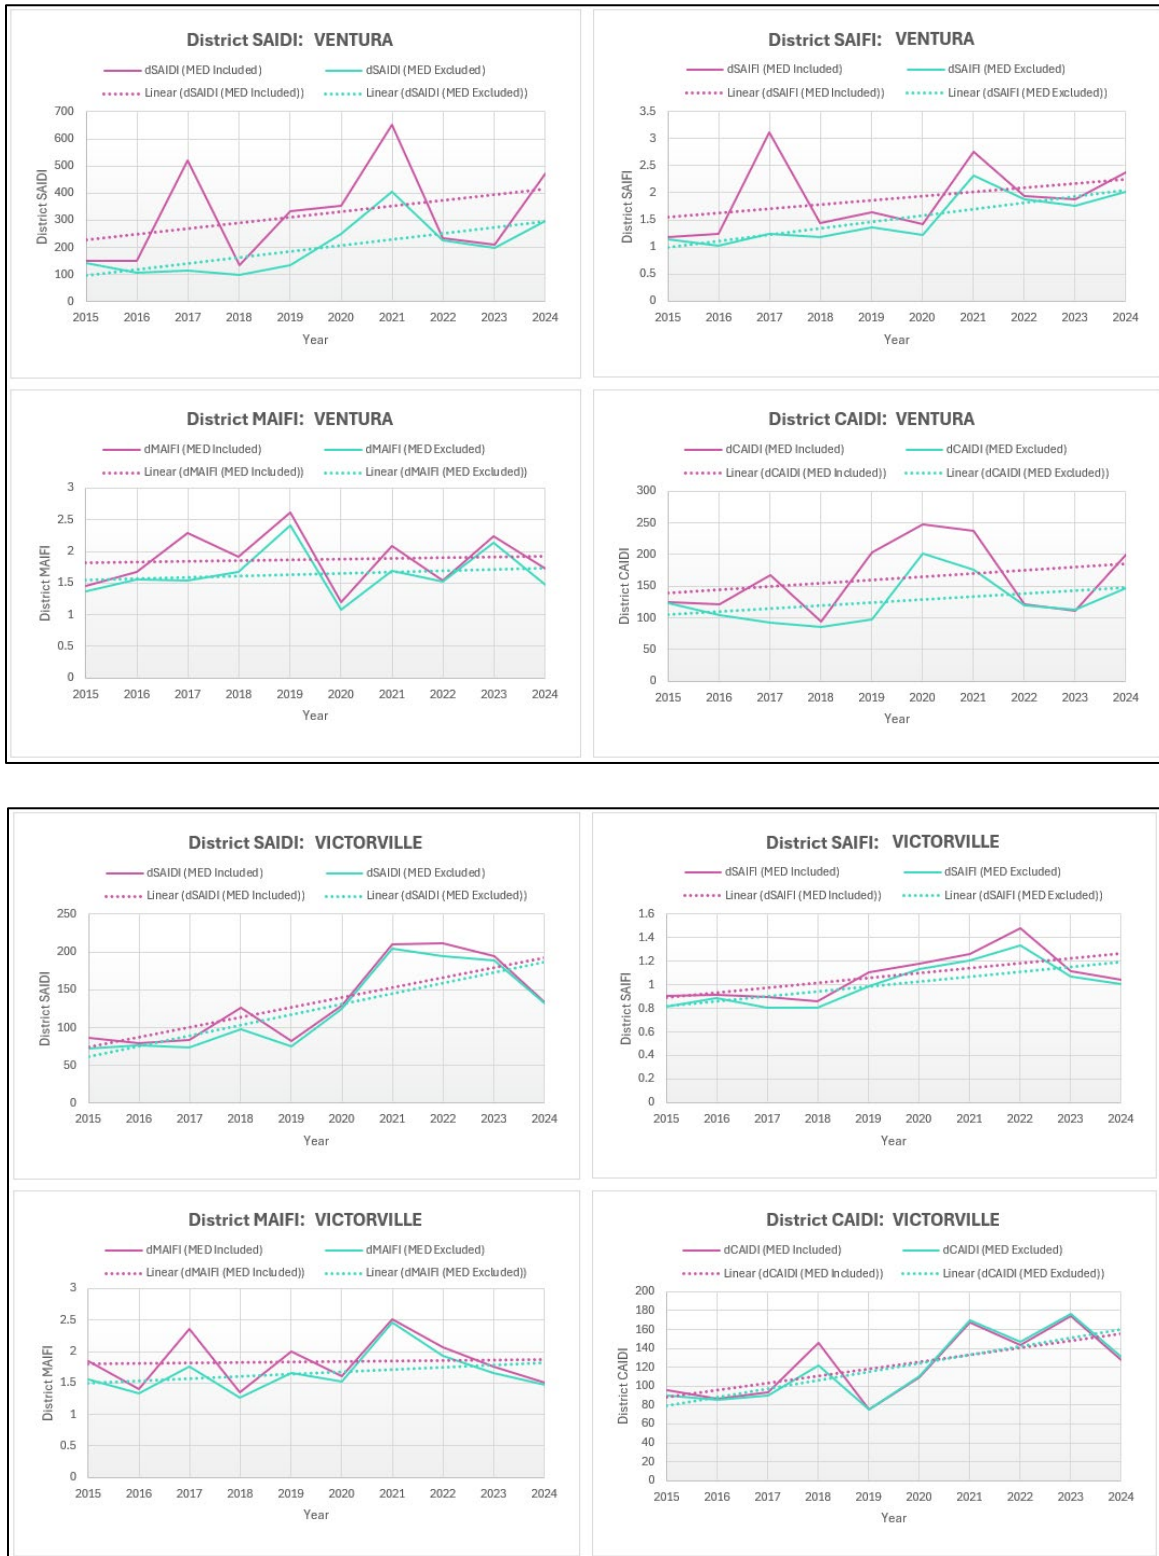 District SAIDI: VENTURA
dSAIDI (MED Included) dSAIDI (MED Excluded)
Linear (dSAIDI (MED Included)) Linear (dSAIDI (MED Excluded))
700
600
500
400
300
200
100
0
District SAIDI
2015 2016 2017 2018 2019 2020 2021 2022 2023 2024
Year
District SAIFI: VENTURA
dSAIFI (MED Included) dSAIFI (MED Excluded)
Linear (dSAIFI (MED Included)) Linear (dSAIFI (MED Excluded))
3.5
3
2.5
2
1.5
1
0.5
0
District SAIFI
2015 2016 2017 2018 2019 2020 2021 2022 2023 2024
Year
District MAIFI: VENTURA
dMAIFI (MED Included) dMAIFI (MED Excluded)
Linear (dMAIFI (MED Included)) Linear (dMAIFI (MED Excluded))
3
2.5
2
1.5
1
0.5
0
District MAIFI
2015 2016 2017 2018 2019 2020 2021 2022 2023 2024
Year
District CAIDI: VENTURA
dCAIDI (MED Included) dCAIDI (MED Excluded)
Linear (dCAIDI (MED Included)) Linear (dCAIDI (MED Excluded))
300
250
200
150
100
50
0
District CAIDI
2015 2016 2017 2018 2019 2020 2021 2022 2023 2024
Year
District SAIDI: VICTORVILLE
dSAIDI (MED Included) dSAIDI (MED Excluded)
Linear (dSAIDI (MED Included)) Linear (dSAIDI (MED Excluded))
250
200
150
100
50
0
District SAIDI
2015 2016 2017 2018 2019 2020 2021 2022 2023 2024
Year
District SAIFI: VICTORVILLE
dSAIFI (MED Included) dSAIFI (MED Excluded)
Linear (dSAIFI (MED Included)) Linear (dSAIFI (MED Excluded))
1.6
1.4
1.2
1
0.8
0.6
0.4
0.2
0
District SAIFI
2015 2016 2017 2018 2019 2020 2021 2022 2023 2024
Year
District MAIFI: VICTORVILLE
dMAIFI (MED Included) dMAIFI (MED Excluded)
Linear (dMAIFI (MED Included)) Linear (dMAIFI (MED Excluded))
3
2.5
2
1.5
1
0.5
0
District MAIFI
2015 2016 2017 2018 2019 2020 2021 2022 2023 2024
Year
District CAIDI: VICTORVILLE
dCAIDI (MED Included) dCAIDI (MED Excluded)
Linear (dCAIDI (MED Included)) Linear (dCAIDI (MED Excluded))
200
180
160
140
120
100
80
60
40
20
0
District CAIDI
2015 2016 2017 2018 2019 2020 2021 2022 2023 2024
Year